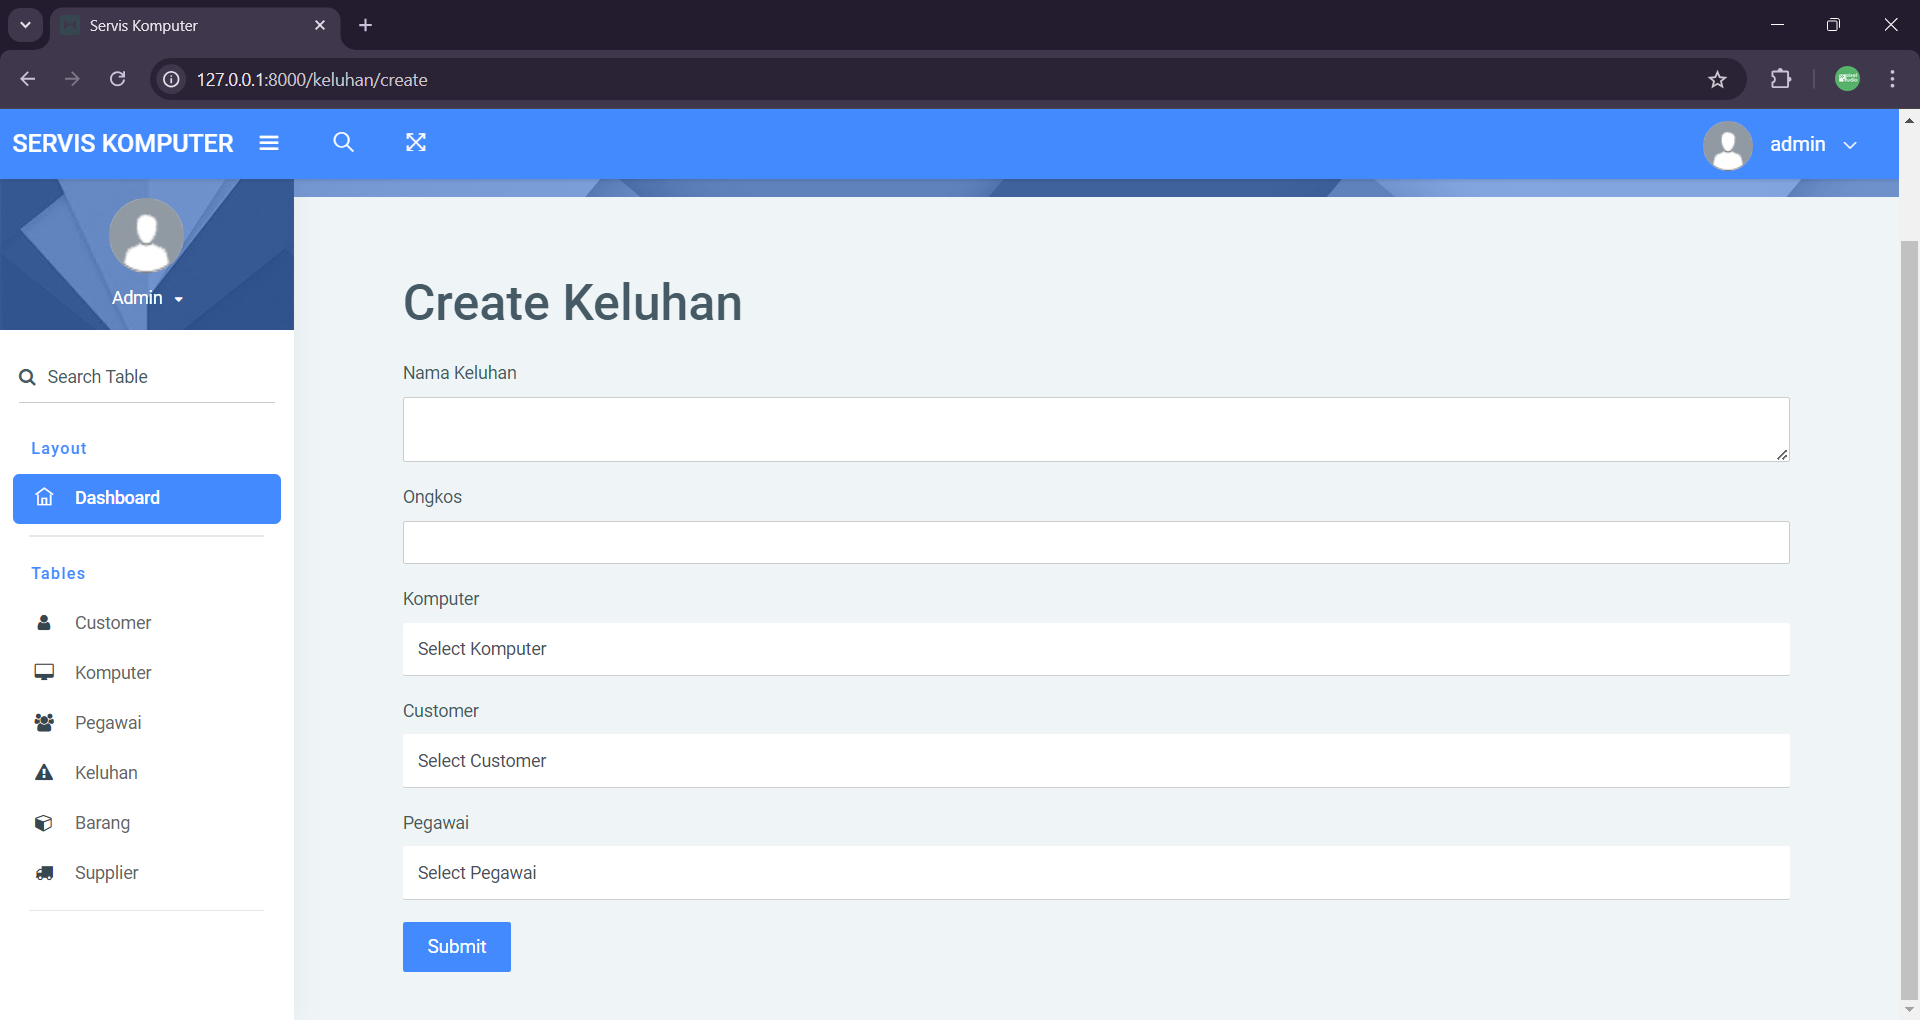 Servis Komputer
127.0.0.1:8000/keluhan/create
SERVIS KOMPUTER
admin
Admin
Search Table
Layout
Dashboard
Tables
Customer
Komputer
Pegawai
Keluhan
Barang
Supplier
Create Keluhan
Nama Keluhan
Ongkos
Komputer
Select Komputer
Customer
Select Customer
Pegawai
Select Pegawai
Submit